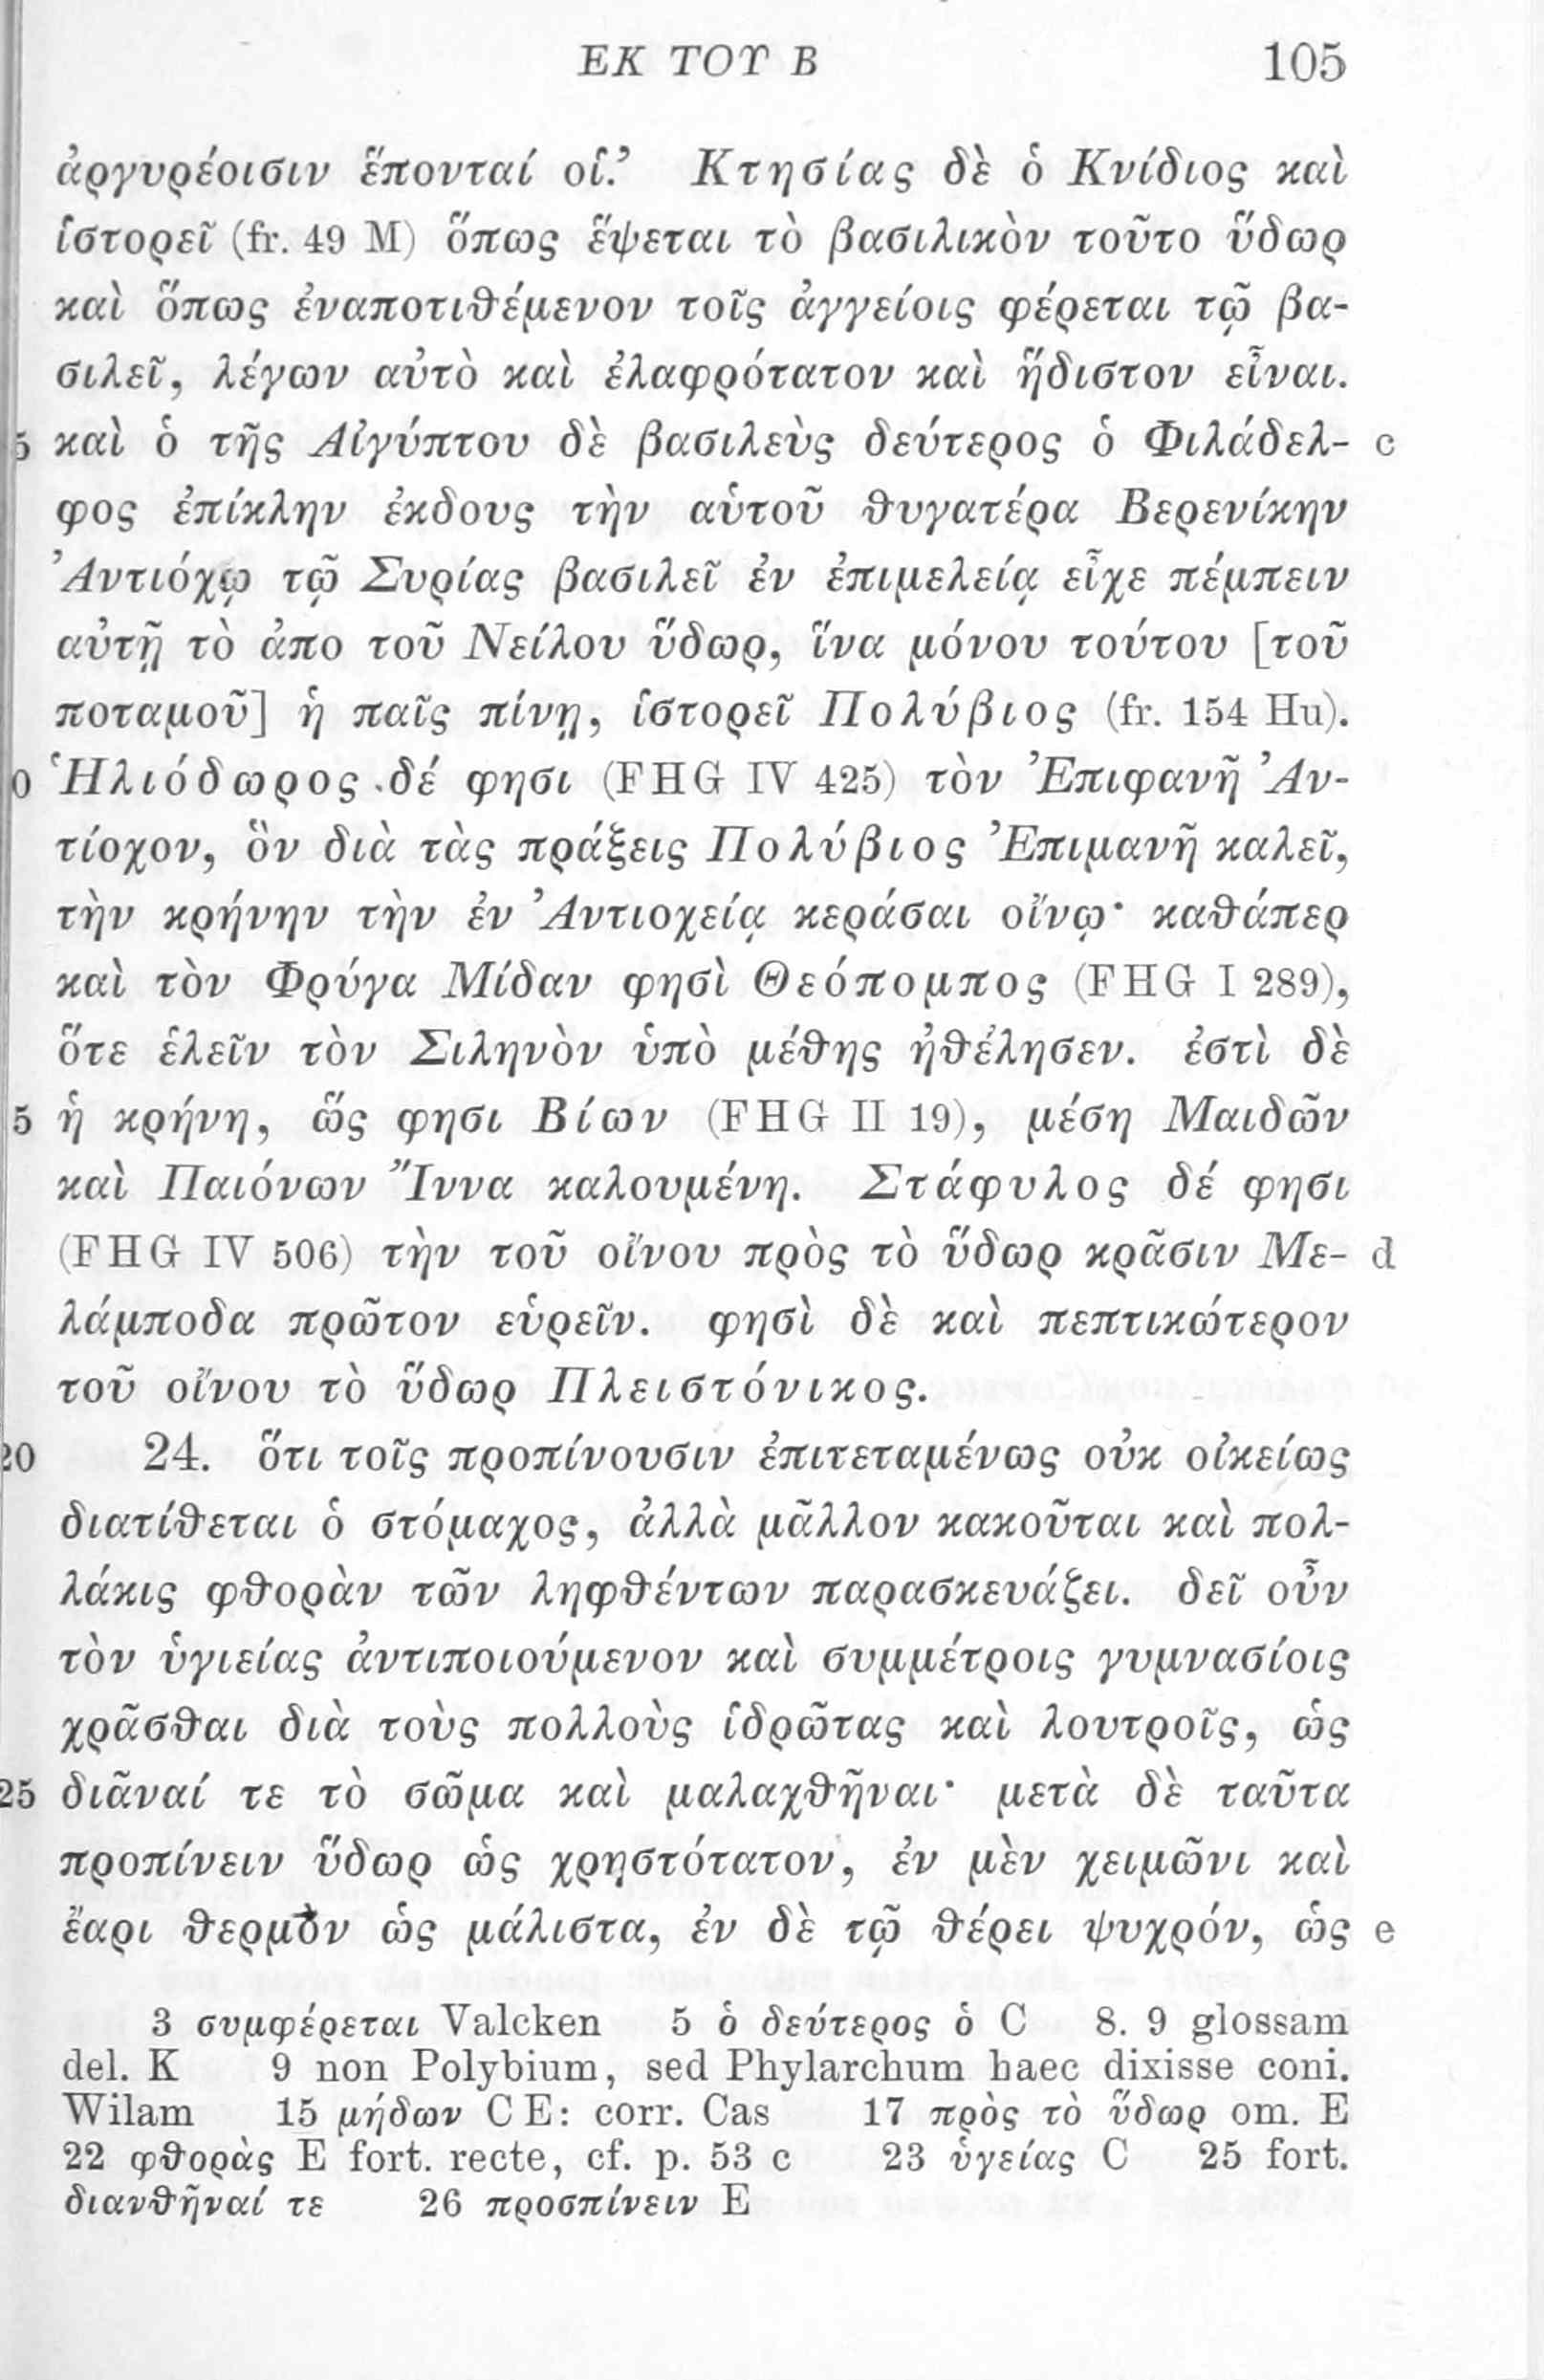 ΕΚ ΤΟΥ Β 105
ἀργυρέοισιν ἕπονταί οἱ.’ Κτησίας δὲ ὁ Κνίδιος καὶ
ἱστορεῖ (fr. 49 M) ὅπως ἕψεται τὸ βασιλικὸν τοῦτο ὕδωρ
καὶ ὅπως ἐναποτιθέμενον τοῖς ἀγγείοις φέρεται τῷ βα-
σιλεῖ, λέγων αὐτὸ καὶ ἐλαφρότατον καὶ ἥδιστον εἶναι.
5 καὶ ὁ τῆς Αἰγύπτου δὲ βασιλεὺς δεύτερος ὁ Φιλάδελ- c
φος ἐπίκλην ἐκδους τὴν αὑτοῦ θυγατέρα Βερενίκην
Ἀντιόχῳ τῷ Συρίας βασιλεῖ ἐν ἐπιμελείᾳ εἶχε πέμπειν
αὐτῇ τὸ ἀπο τοῦ Νείλου ὕδωρ, ἵνα μόνου τούτου [τοῦ
ποταμοῦ] ἡ παῖς πίνῃ, ἱστορεῖ Πολύβιος (fr. 154 Hu).
0 Ἡλιόδωρος δέ φησι (FHG IV 425) τὸν Ἐπιφανῆ Ἀν-
τίοχον, ὃν διὰ τὰς πράξεις Πολύβιος Ἐπιμανῆ καλεῖ,
τὴν κρήνην τὴν ἐν Ἀντιοχείᾳ κεράσαι οἴνῳ· καθάπερ
καὶ τὸν Φρύγα Μίδαν φησὶ Θεόπομπος (FHG I 289),
ὅτε ἑλεῖν τὸν Σιληνὸν ὑπὸ μέθης ἠθέλησεν. ἐστὶ δὲ
5 ἡ κρήνη, ὥς φησι Βίων (FHG II 19), μέση Μαιδῶν
καὶ Παιόνων Ἴννα καλουμένη. Στάφυλος δέ φησι
(FHG IV 506) τὴν τοῦ οἴνου πρὸς τὸ ὕδωρ κρᾶσιν Με- d
λάμποδα πρῶτον εὑρεῖν. φησὶ δὲ καὶ πεπτικώτερον
τοῦ οἴνου τὸ ὕδωρ Πλειστόνικος.
20 24. ὅτι τοῖς προπίνουσιν ἐπιτεταμένως οὐκ οἰκείως
διατίθεται ὁ στόμαχος, ἀλλὰ μᾶλλον κακοῦται καὶ πολ-
λάκις φθορὰν τῶν ληφθέντων παρασκευάζει. δεῖ οὖν
τὸν ὑγιείας ἀντιποιούμενον καὶ συμμέτροις γυμνασίοις
χρᾶσθαι διὰ τοὺς πολλοὺς ἱδρῶτας καὶ λουτροῖς, ὡς
25 διᾶναί τε τὸ σῶμα καὶ μαλαχθῆναι· μετὰ δὲ ταῦτα
προπίνειν ὕδωρ ὡς χρηστότατον, ἐν μὲν χειμῶνι καὶ
ἔαρι θερμὸν ὡς μάλιστα, ἐν δὲ τῷ θέρει ψυχρόν, ὡς e
3 συμφέρεται Valcken 5 ὁ δεύτερος ὁ C 8. 9 glossam
del. K 9 non Polybium, sed Phylarchum haec dixisse coni.
Wilam 15 μήδων CE: corr. Cas 17 πρὸς τὸ ὕδωρ om. E
22 φθορὰς E fort. recte, cf. p. 53 c 23 ὑγείας C 25 fort.
διανθῆναί τε 26 προσπίνειν E